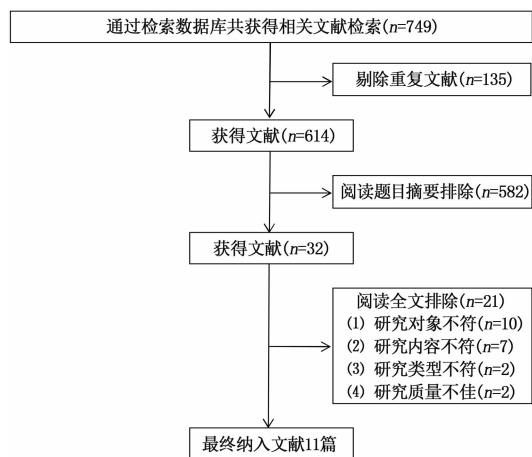 通过检索数据库共获得相关文献检索(n=749)
剔除重复文献(n=135)
获得文献(n=614)
阅读题目摘要排除(n=582)
获得文献(n=32)
阅读全文排除(n=21)
(1) 研究对象不符(n=10)
(2) 研究内容不符(n=7)
(3) 研究类型不符(n=2)
(4) 研究质量不佳(n=2)
最终纳入文献11篇